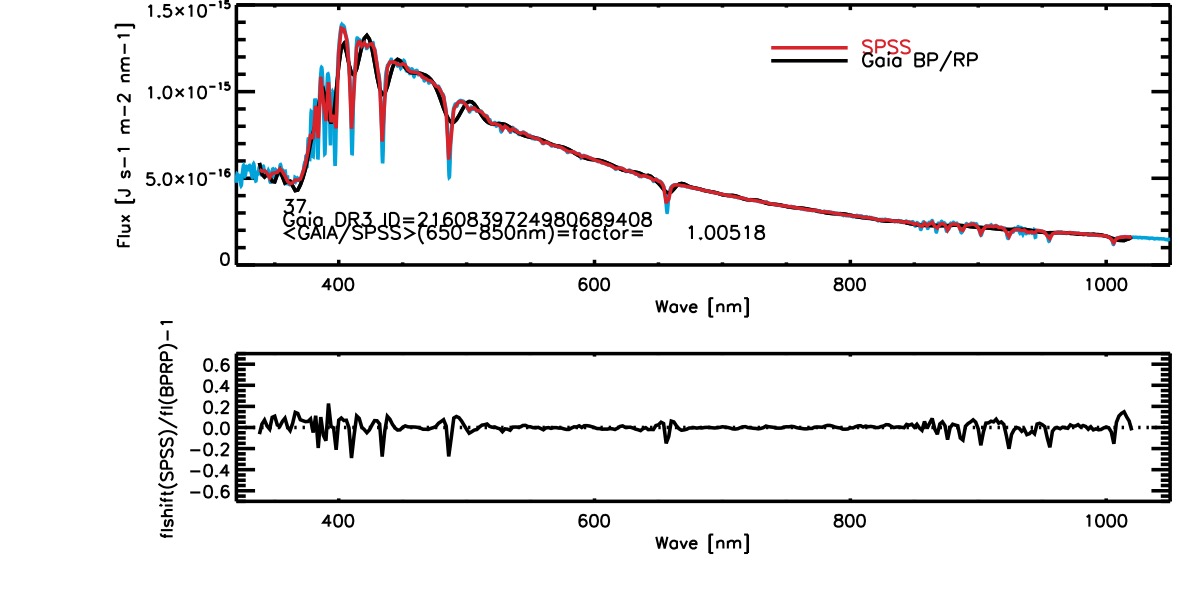 1.5×10−15
1.0×10−15
5.0×10−16
0
Flux [J s−1 m−2 nm−1]
SPSS
Gaia BP/RP
37
Gaia DR3 ID=2160839724980689408
<GAIA/SPSS>(650−850nm)=factor= 1.00518
400 600 800 1000
Wave [nm]
flshift(SPSS)/fl(BPRP)−1
0.6
0.4
0.2
0.0
−0.2
−0.4
−0.6
400 600 800 1000
Wave [nm]